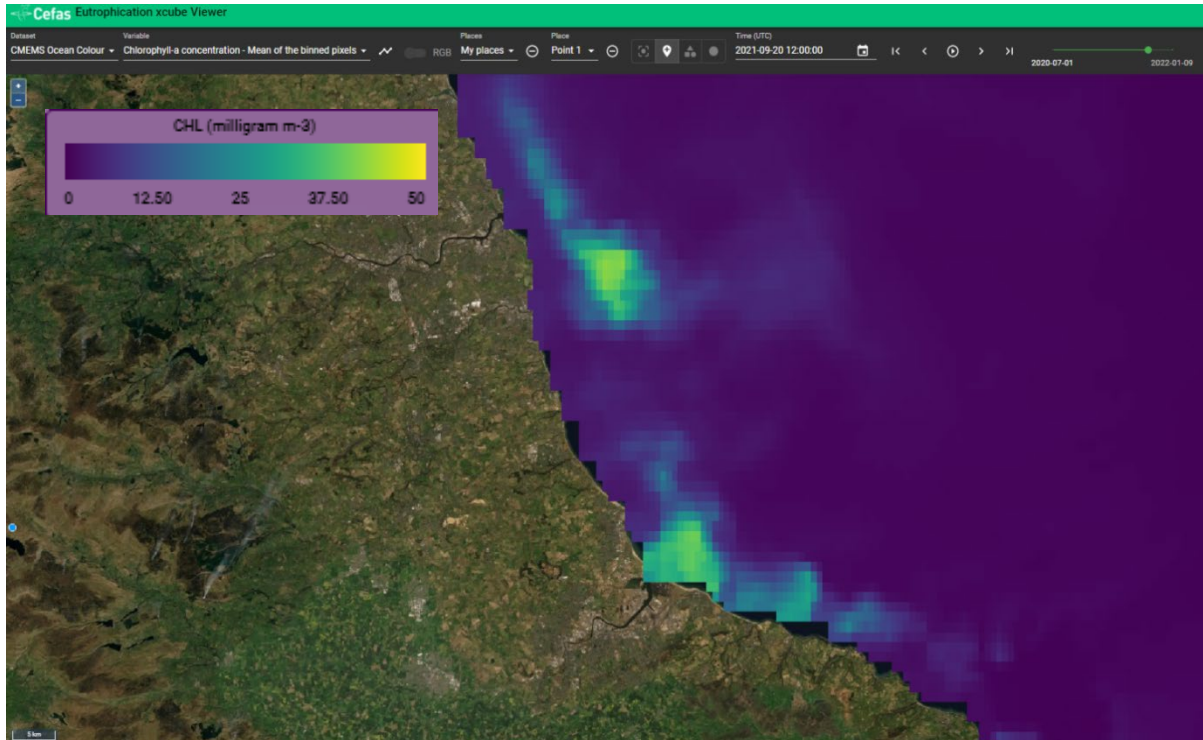 Cefas Eutrophication xcube Viewer
Dataset Variable Places Place Time (UTC)
CMEMS Ocean Colour Chlorophyll-a concentration - Mean of the binned pixels RGB My places Point 1 2021-09-20 12:00:00
2020-07-01 2022-01-09
+
-
CHL (milligram m-3)
0 12.50 25 37.50 50
5 km